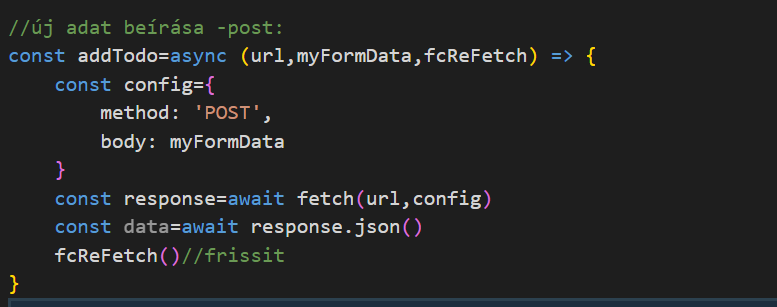 //új adat beírása -post:
const addTodo=async (url,myFormData,fcReFetch) => {
    const config={
        method: 'POST',
        body: myFormData
    }
    const response=await fetch(url,config)
    const data=await response.json()
    fcReFetch()//frissit
}